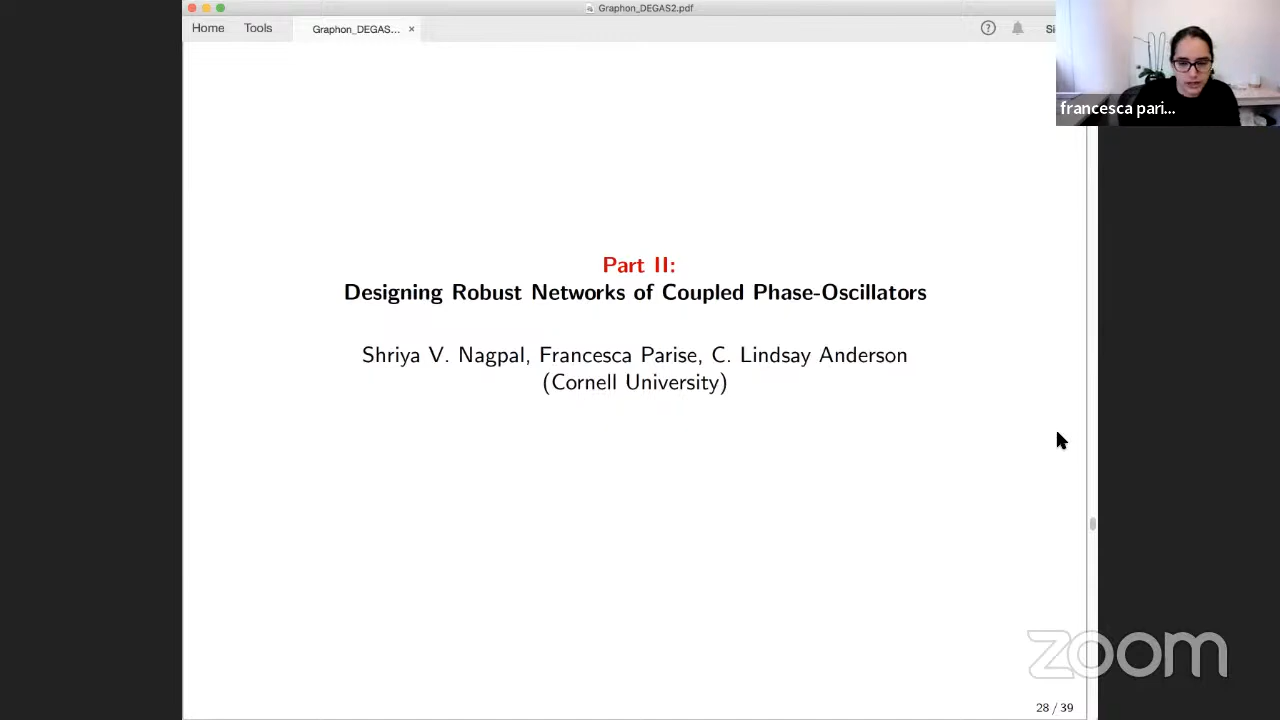 Graphon_DEGAS2.pdf
Home
Tools
Graphon_DEGAS...
×
?
francesca pari...
Part II:
Designing Robust Networks of Coupled Phase-Oscillators
Shriya V. Nagpal, Francesca Parise, C. Lindsay Anderson
(Cornell University)
zoom
28 / 39